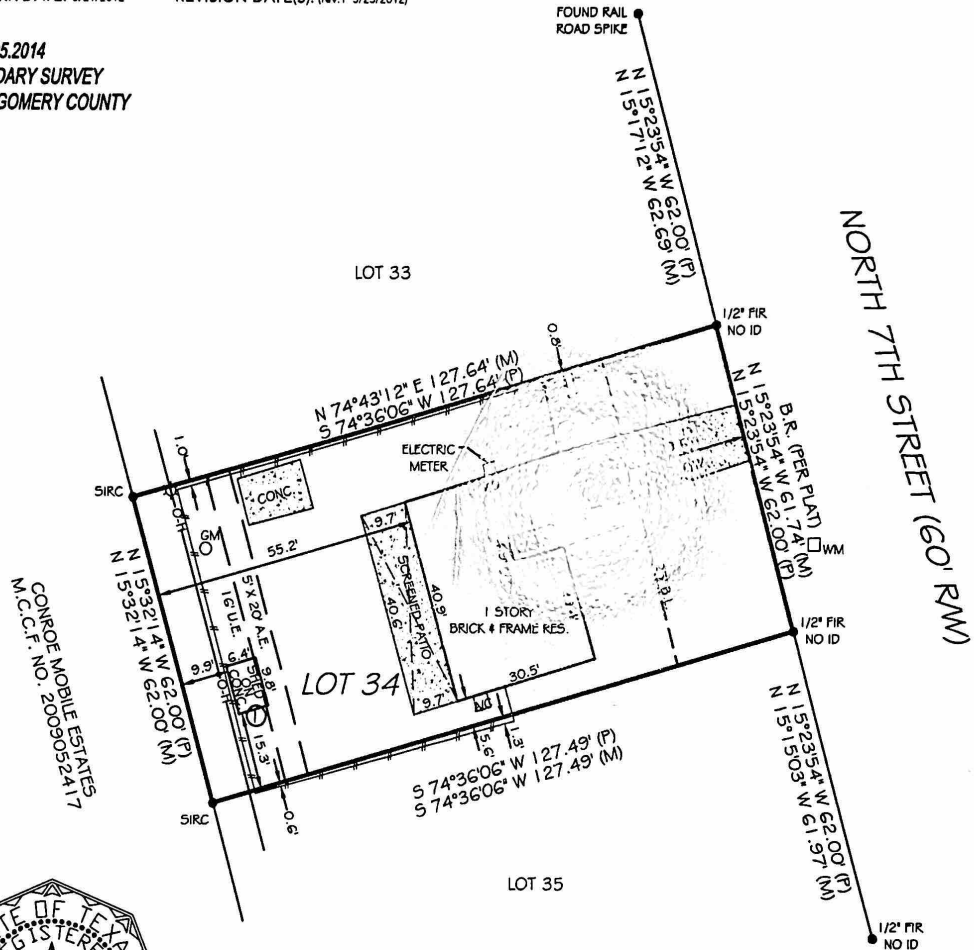 REVISION DATE(S): (REV.1 9/25/2012)
5.2014
DARY SURVEY
GOMERY COUNTY
FOUND RAIL
ROAD SPIKE
N 15°23'54" W 62.00' (P)
N 15°17'12" W 62.69' (M)
NORTH 7TH STREET (60' R/W)
LOT 33
1/2" FIR
NO ID
0.8'
N 74°43'12" E 127.64' (M)
S 74°36'06" W 127.64' (P)
ELECTRIC
METER
B.R. (PER PLAT)
N 15°23'54" W 61.74' (M)
N 15°23'54" W 62.00' (P)
WM
1.0'
SIRC
CONC.
GM
O-H
55.2'
9.7'
SCREENED PATIO
40.6'
40.9'
1 STORY
BRICK & FRAME RES.
30.5'
9.7'
A/C
5' X 20' A.E.
16' U.E.
6.4'
9.8'
SHED
ON
CONC.
9.9'
O-H
15.3'
LOT 34
N 15°32'14" W 62.00' (P)
N 15°32'14" W 62.00' (M)
CONROE MOBILE ESTATES
M.C.C.F. NO. 2009052417
1/2" FIR
NO ID
5.6'
S 74°36'06" W 127.49' (P)
S 74°36'06" W 127.49' (M)
SIRC
0.6'
N 15°23'54" W 62.00' (P)
N 15°15'03" W 61.97' (M)
LOT 35
1/2" FIR
NO ID